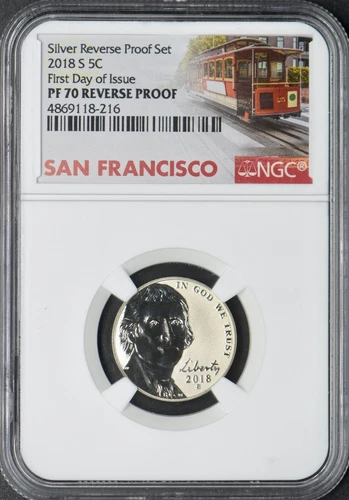 Silver Reverse Proof Set
2018 S 5C
First Day of Issue
PF 70 REVERSE PROOF
4869118-216
SAN FRANCISCO
NGC®
IN GOD WE TRUST
Liberty
2018
S